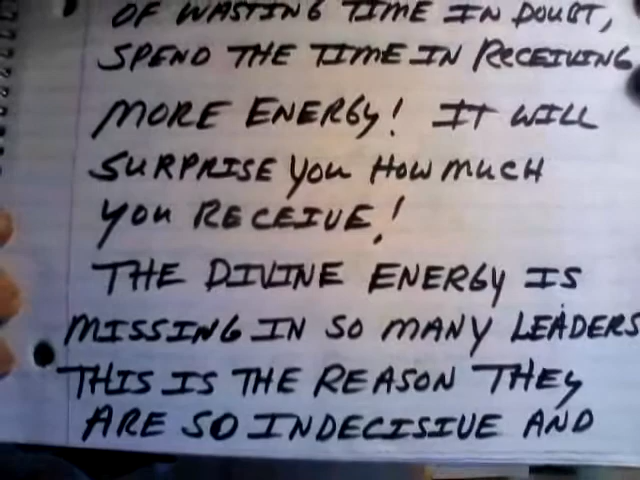 OF WASTING TIME IN DOUBT,
SPEND THE TIME IN RECEIVING
MORE ENERGY! IT WILL
SURPRISE YOU HOW MUCH
YOU RECEIVE!
THE DIVINE ENERGY IS
MISSING IN SO MANY LEADERS
THIS IS THE REASON THEY
ARE SO INDECISIVE AND